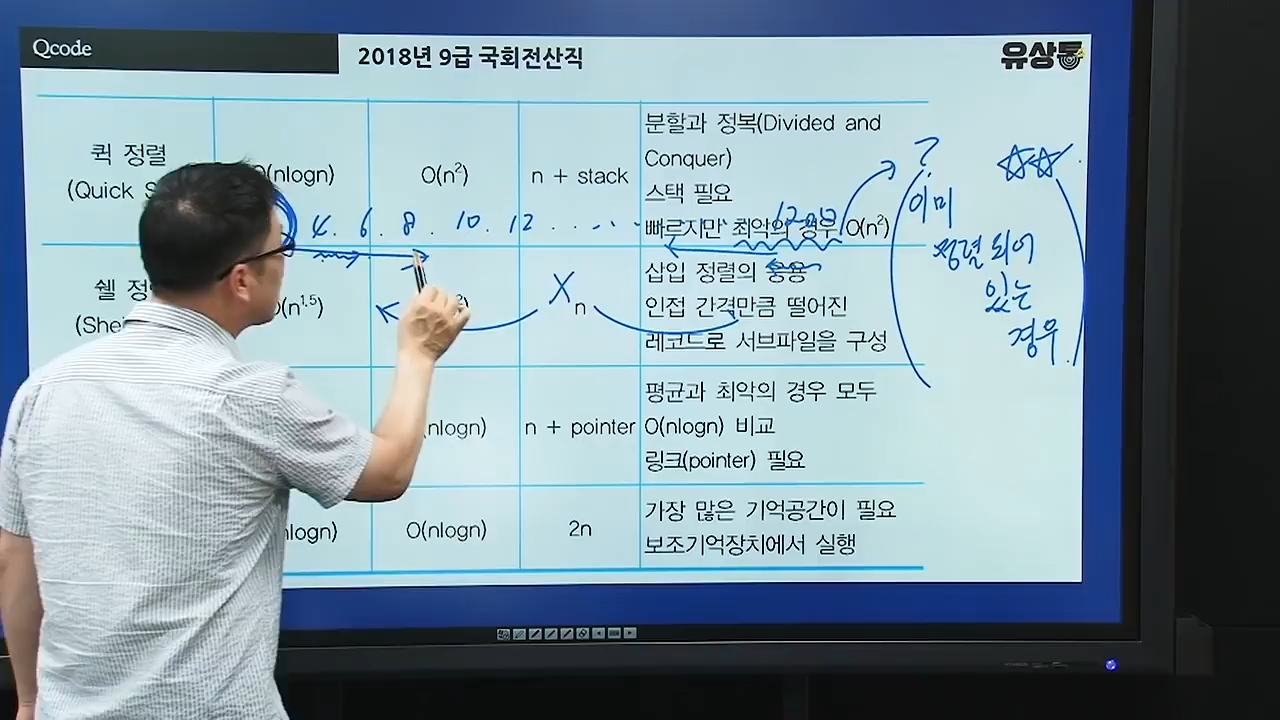 Qcode
2018년 9급 국회전산직
유상통
퀵 정렬
(Quick S
(nlogn)
O(n²)
n + stack
분할과 정복(Divided and
Conquer)
스택 필요
빠르지만 최악의 경우 O(n²)
4. 6. 8. 10. 12 . . . . .
?
이미
정렬 되어
있는
경우
쉘 정
(She
(n¹·⁵)
X
n
삽입 정렬의 응용
인접 간격만큼 떨어진
레코드로 서브파일을 구성
(nlogn)
n + pointer
평균과 최악의 경우 모두
O(nlogn) 비교
링크(pointer) 필요
nlogn)
O(nlogn)
2n
가장 많은 기억공간이 필요
보조기억장치에서 실행